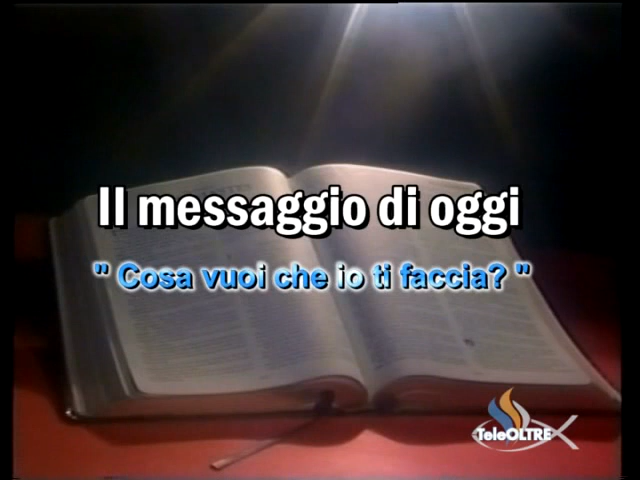 Il messaggio di oggi
" Cosa vuoi che io ti faccia? "
TeleOLTRE